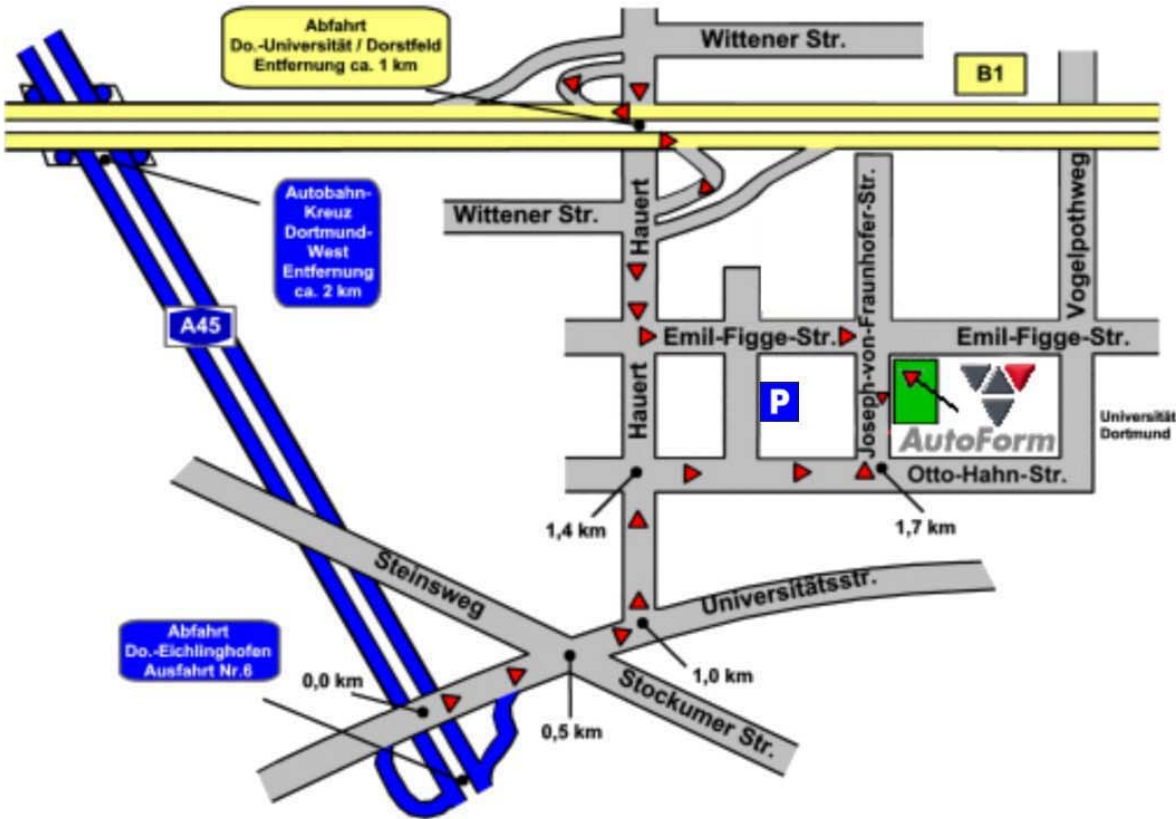 Abfahrt
Do.-Universität / Dorstfeld
Entfernung ca. 1 km
Wittener Str.
B1
Autobahn-
Kreuz
Dortmund-
West
Entfernung
ca. 2 km
Wittener Str.
Hauert
Joseph-von-Fraunhofer-Str.
Vogelpothweg
A45
Emil-Figge-Str.
Emil-Figge-Str.
Hauert
P
AutoForm
Universität
Dortmund
Otto-Hahn-Str.
1,4 km
1,7 km
Steinsweg
Universitätsstr.
Abfahrt
Do.-Eichlinghofen
Ausfahrt Nr.6
0,0 km
1,0 km
Stockumer Str.
0,5 km